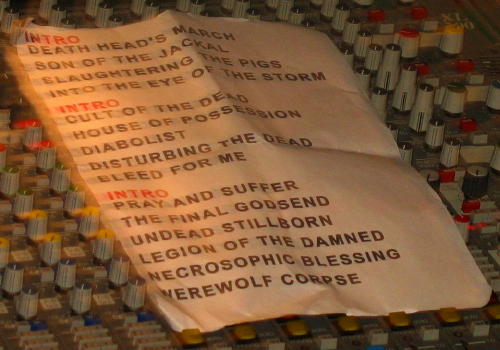 INTRO
DEATH HEAD'S MARCH
SON OF THE JACKAL
SLAUGHTERING THE PIGS
INTO THE EYE OF THE STORM
INTRO
CULT OF THE DEAD
HOUSE OF POSSESSION
DIABOLIST
DISTURBING THE DEAD
BLEED FOR ME
INTRO
PRAY AND SUFFER
THE FINAL GODSEND
UNDEAD STILLBORN
LEGION OF THE DAMNED
NECROSOPHIC BLESSING
WEREWOLF CORPSE